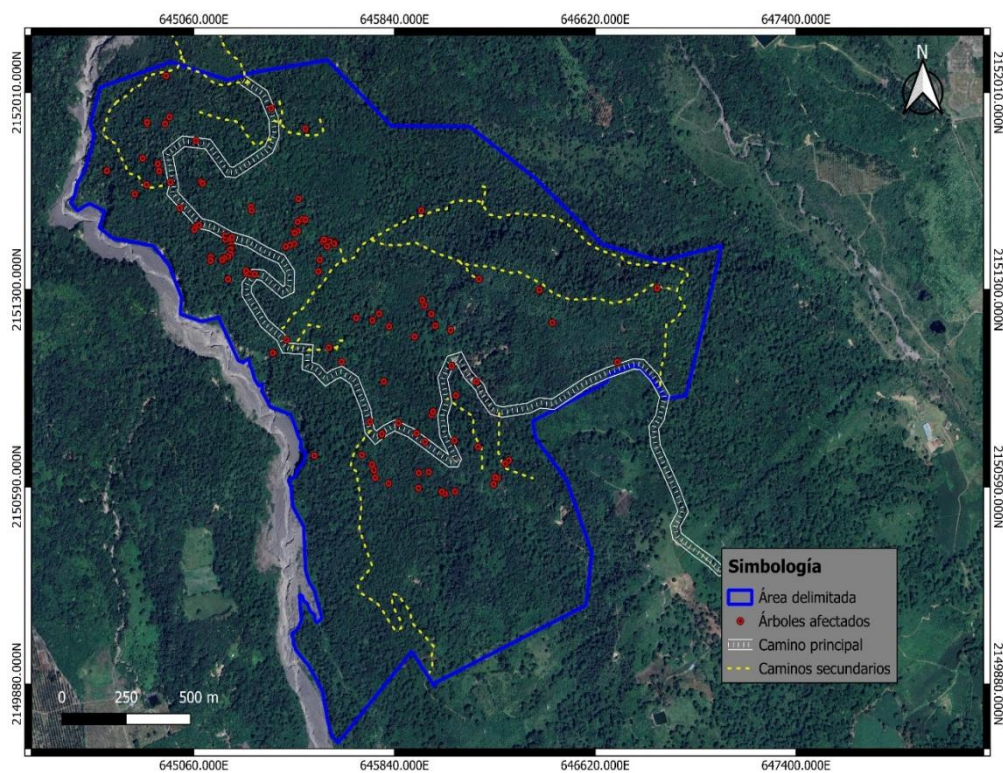 645060.000E 645840.000E 646620.000E 647400.000E
2152010.000N 2152010.000N
N
2151300.000N 2151300.000N
2150590.000N 2150590.000N
Simbología
Área delimitada
Árboles afectados
Camino principal
Caminos secundarios
2149880.000N 2149880.000N
0 250 500 m
645060.000E 645840.000E 646620.000E 647400.000E